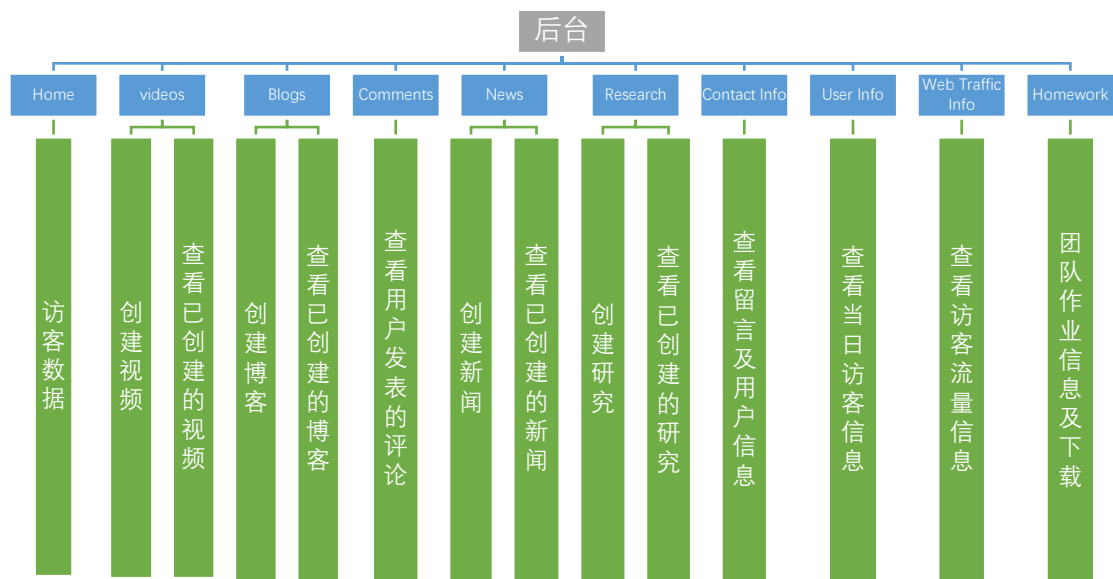 后台
Home
videos
Blogs
Comments
News
Research
Contact Info
User Info
Web Traffic
Info
Homework
访客数据
创建视频
查看已创建的视频
创建博客
查看已创建的博客
查看用户发表的评论
创建新闻
查看已创建的新闻
创建研究
查看已创建的研究
查看留言及用户信息
查看当日访客信息
查看访客流量信息
团队作业信息及下载